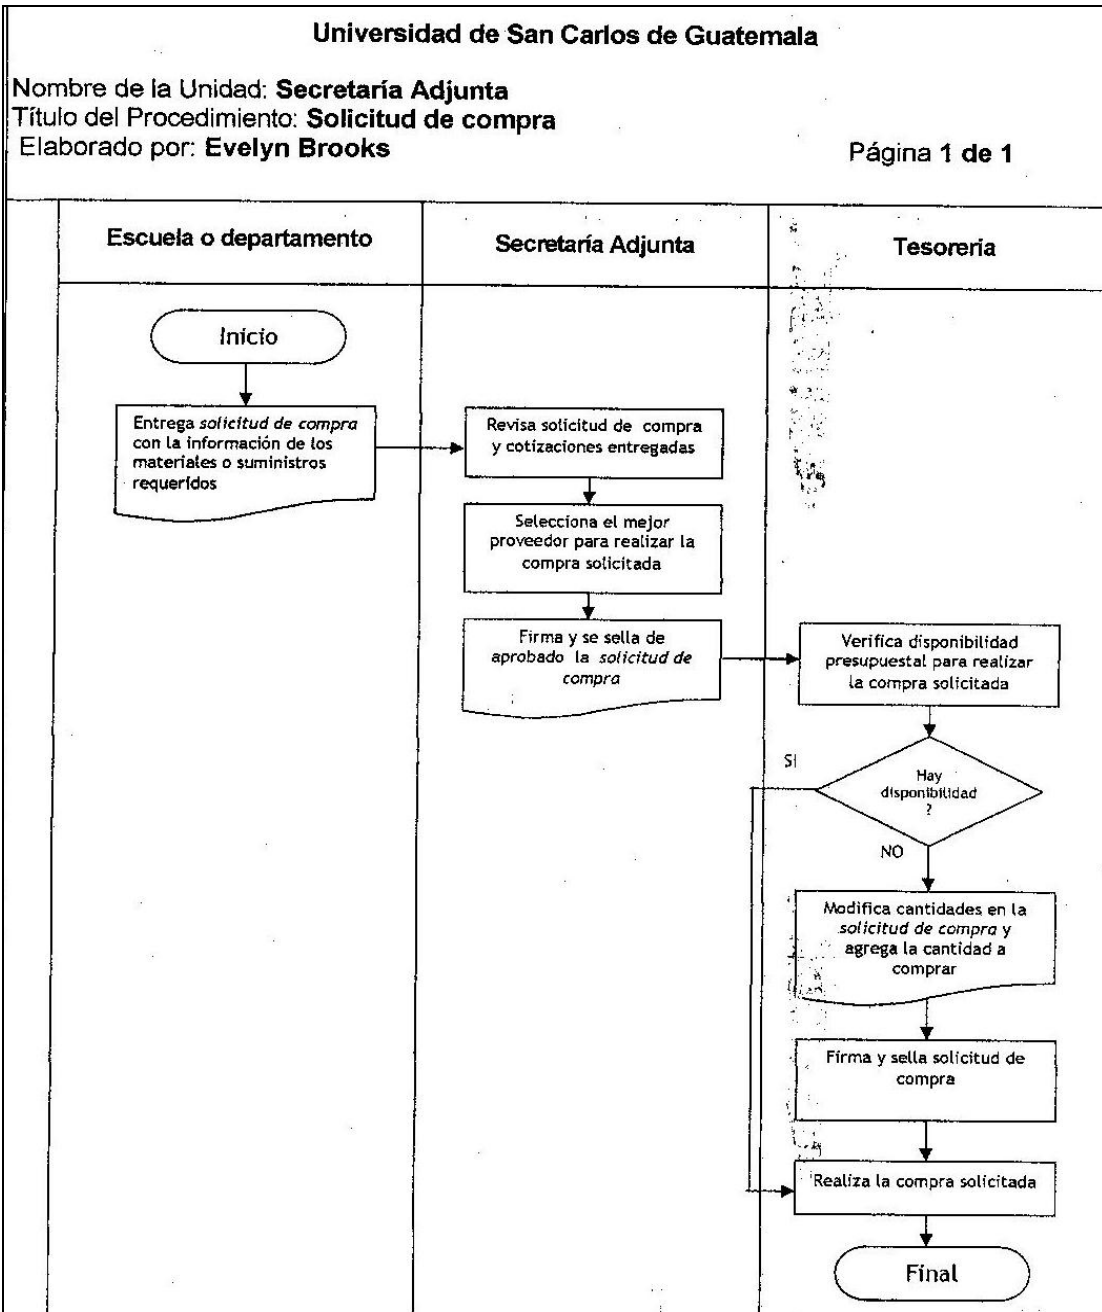 Universidad de San Carlos de Guatemala
Nombre de la Unidad: Secretaría Adjunta
Título del Procedimiento: Solicitud de compra
Elaborado por: Evelyn Brooks
Página 1 de 1
Escuela o departamento
Secretaría Adjunta
Tesorería
Inicio
Entrega solicitud de compra
con la información de los
materiales o suministros
requeridos
Revisa solicitud de compra
y cotizaciones entregadas
Selecciona el mejor
proveedor para realizar la
compra solicitada
Firma y se sella de
aprobado la solicitud de
compra
Verifica disponibilidad
presupuestal para realizar
la compra solicitada
SI
Hay
disponibilidad
?
NO
Modifica cantidades en la
solicitud de compra y
agrega la cantidad a
comprar
Firma y sella solicitud de
compra
Realiza la compra solicitada
Final